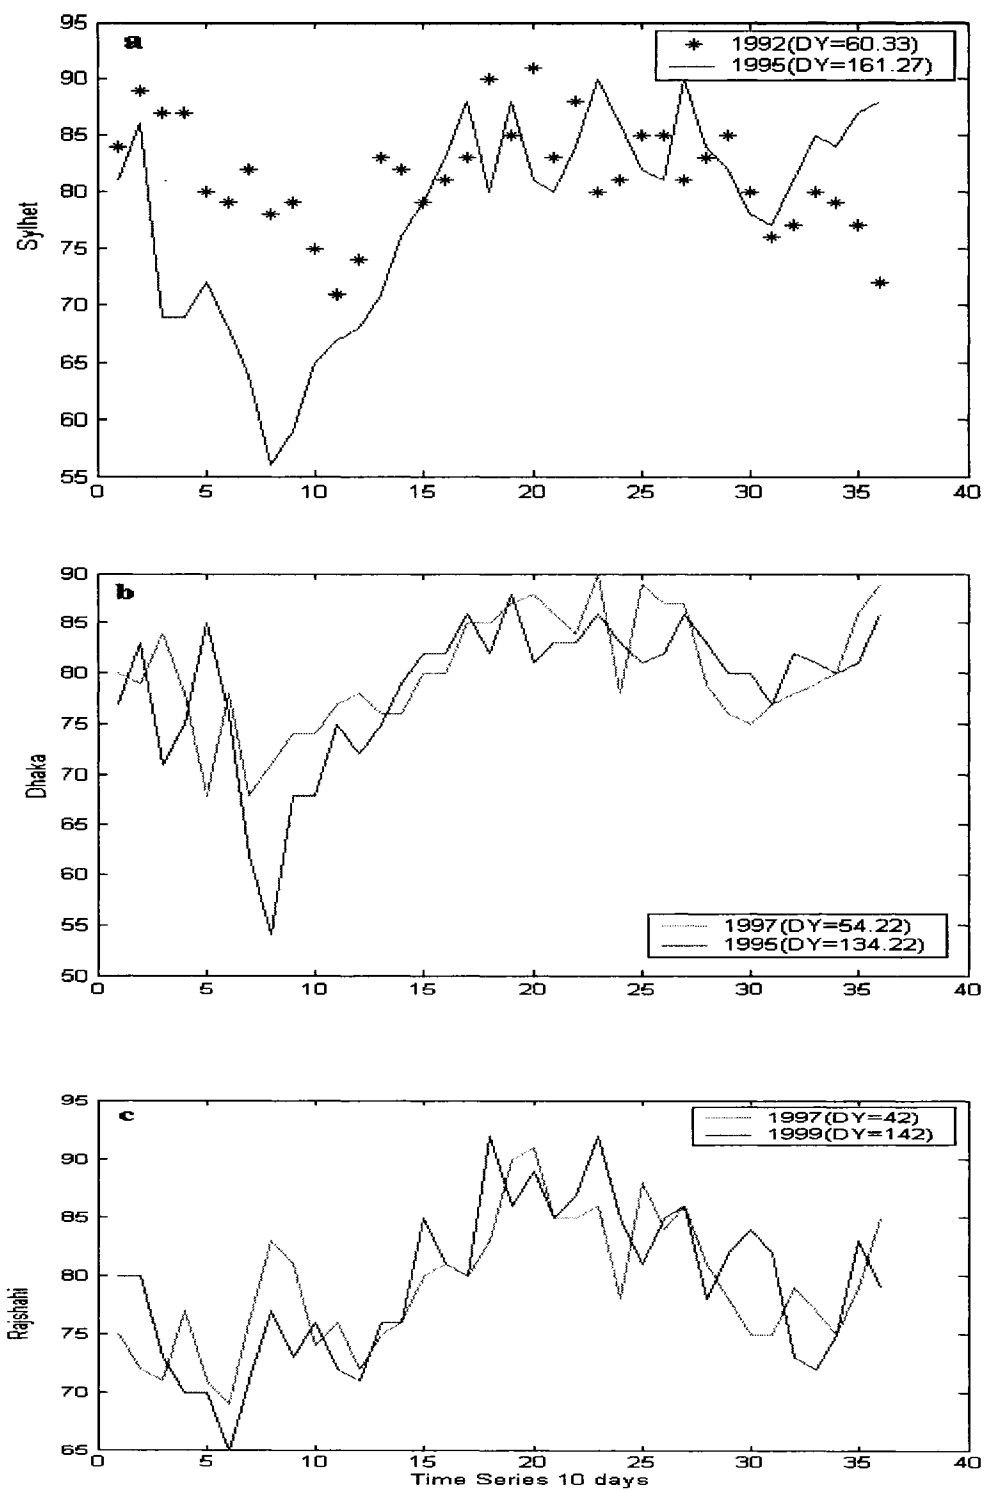 95
a
1992(DY=60.33)
1995(DY=161.27)
90
85
80
75
70
65
60
55
Sylhet
0 5 10 15 20 25 30 35 40
90
b
85
80
75
70
65
60
55
50
Dhaka
1997(DY=54.22)
1995(DY=134.22)
0 5 10 15 20 25 30 35 40
95
c
1997(DY=42)
1999(DY=142)
90
85
80
75
70
65
Rajshahi
0 5 10 15 20 25 30 35 40
Time Series 10 days